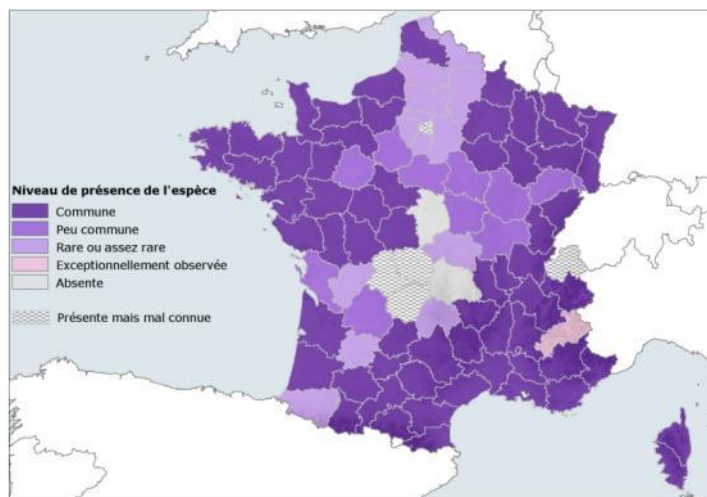 Niveau de présence de l'espèce
Commune
Peu commune
Rare ou assez rare
Exceptionnellement observée
Absente
Présente mais mal connue